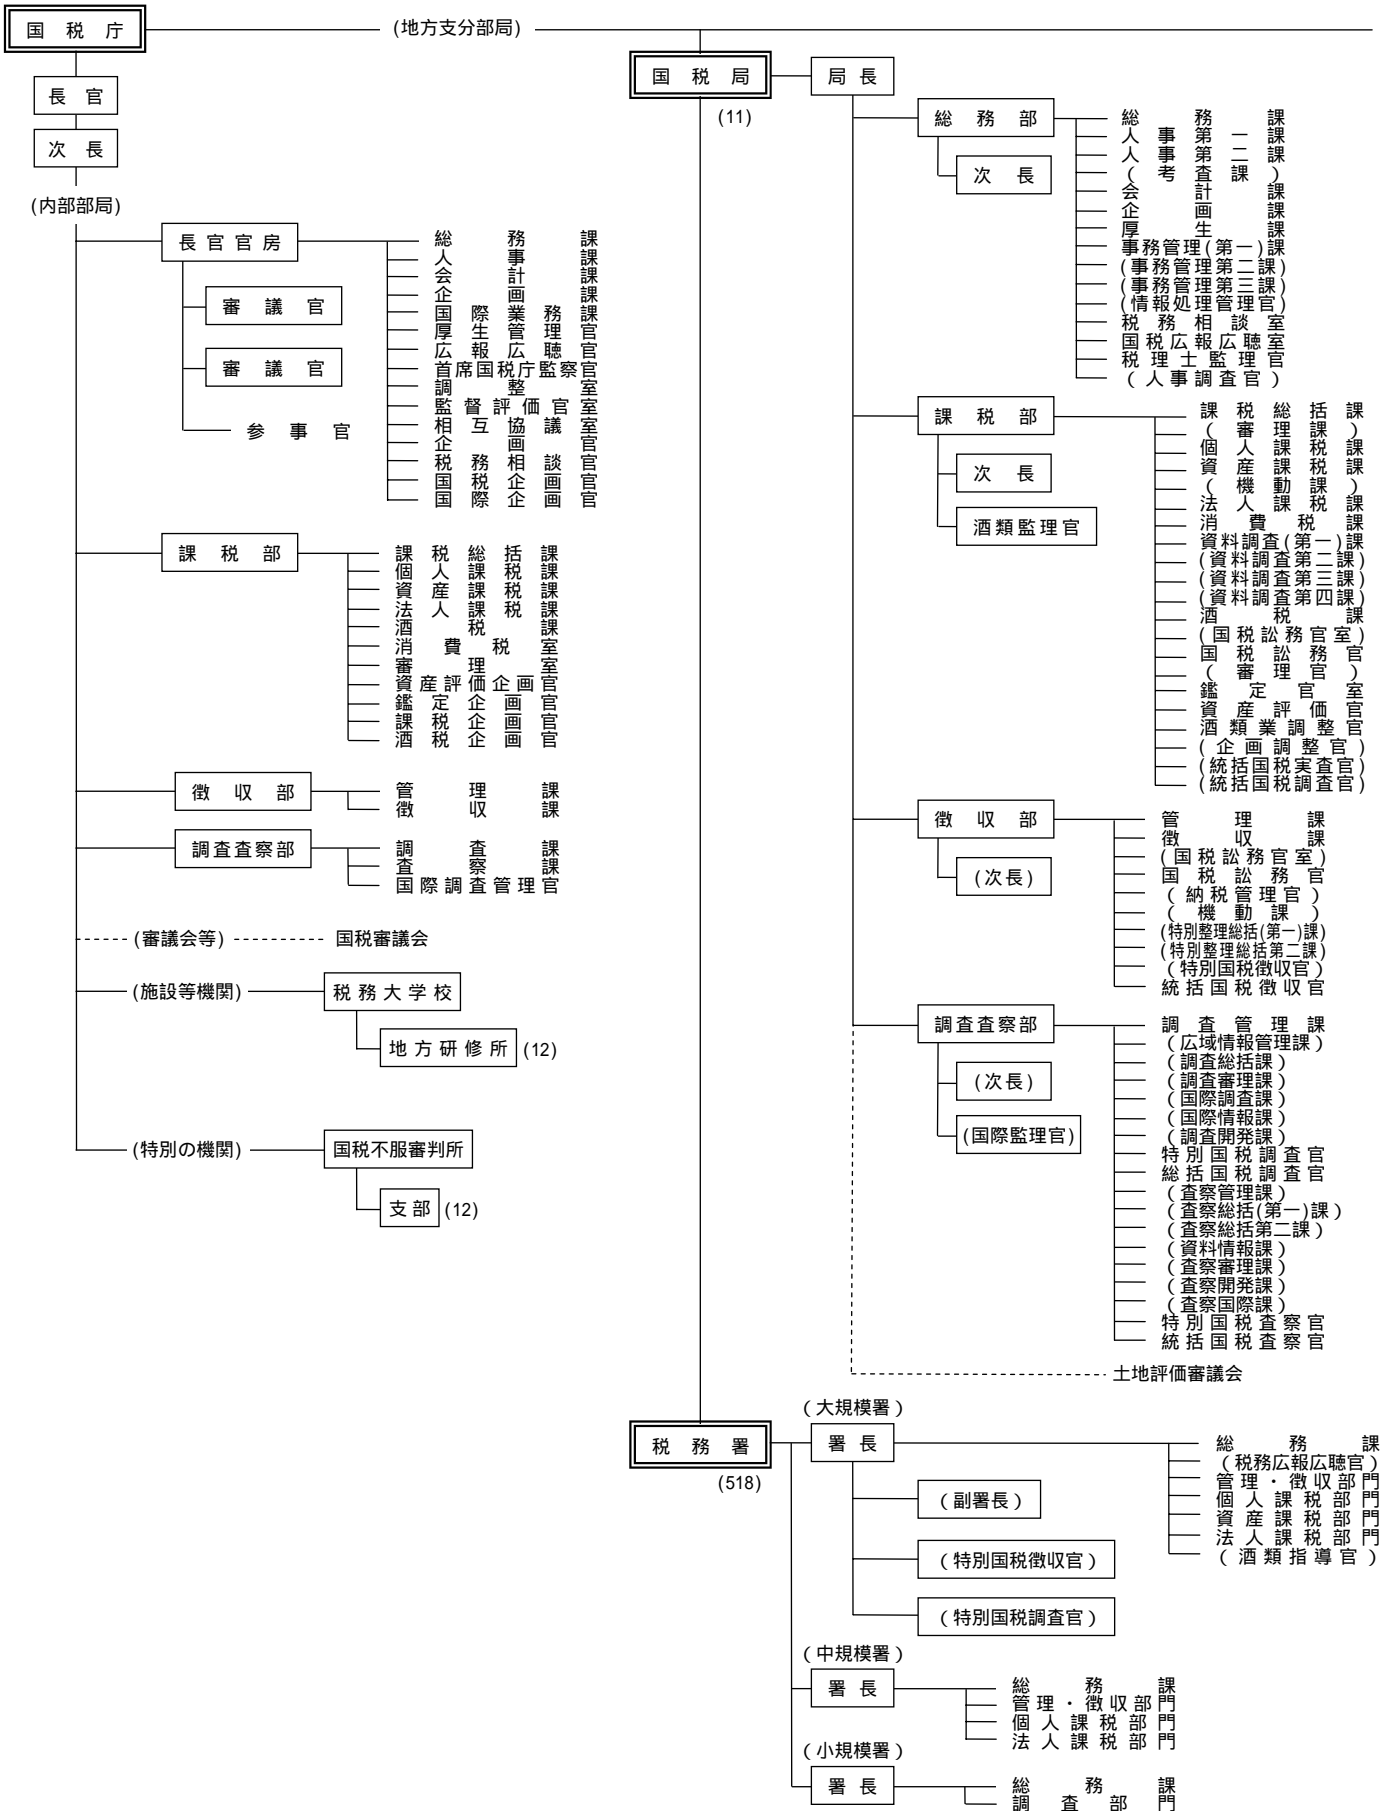 国税庁
(地方支分部局)
長官
次長
(内部部局)
長官官房
審議官
審議官
参事官
総務課
人事課
会計課
企画課
国際業務課
厚生管理官
広報広聴官
首席国税庁監察官
調整室
監督評価官室
相互協議室
企画官
税務相談官
国税企画官
国際企画官
課税部
課税総括課
個人課税課
資産課税課
法人課税課
酒税課
消費税室
審理室
資産評価企画官
鑑定企画官
課税企画官
酒税企画官
徴収部
管理課
徴収課
調査査察部
調査課
査察課
国際調査管理官
(審議会等)
国税審議会
(施設等機関)
税務大学校
地方研修所 (12)
(特別の機関)
国税不服審判所
支部 (12)
国税局
(11)
局長
総務部
次長
総務課
人事第一課
人事第二課
(考査課)
会計課
企画課
厚生課
事務管理(第一)課
(事務管理第二課)
(事務管理第三課)
(情報処理管理官)
税務相談室
国税広報広聴室
税理士監理官
(人事調査官)
課税部
次長
酒類監理官
課税総括課
(審理課)
個人課税課
資産課税課
(機動課)
法人課税課
消費税課
資料調査(第一)課
(資料調査第二課)
(資料調査第三課)
(資料調査第四課)
酒税課
(国税訟務官室)
国税訟務官
(審理官)
鑑定官室
資産評価官
酒類業調整官
(企画調整官)
(統括国税実査官)
(統括国税調査官)
徴収部
(次長)
管理課
徴収課
(国税訟務官室)
国税訟務官
(納税管理官)
(機動課)
(特別整理総括(第一)課)
(特別整理総括第二課)
(特別国税徴収官)
統括国税徴収官
調査査察部
(次長)
(国際監理官)
調査管理課
(広域情報管理課)
(調査総括課)
(調査審理課)
(国際調査課)
(国際情報課)
(調査開発課)
特別国税調査官
総括国税調査官
(査察管理課)
(査察総括(第一)課)
(査察総括第二課)
(資料情報課)
(査察審理課)
(査察開発課)
(査察国際課)
特別国税査察官
統括国税査察官
土地評価審議会
税務署
(518)
(大規模署)
署長
(副署長)
(特別国税徴収官)
(特別国税調査官)
総務課
(税務広報広聴官)
管理・徴収部門
個人課税部門
資産課税部門
法人課税部門
(酒類指導官)
(中規模署)
署長
総務課
管理・徴収部門
個人課税部門
法人課税部門
(小規模署)
署長
総務課
調査部門